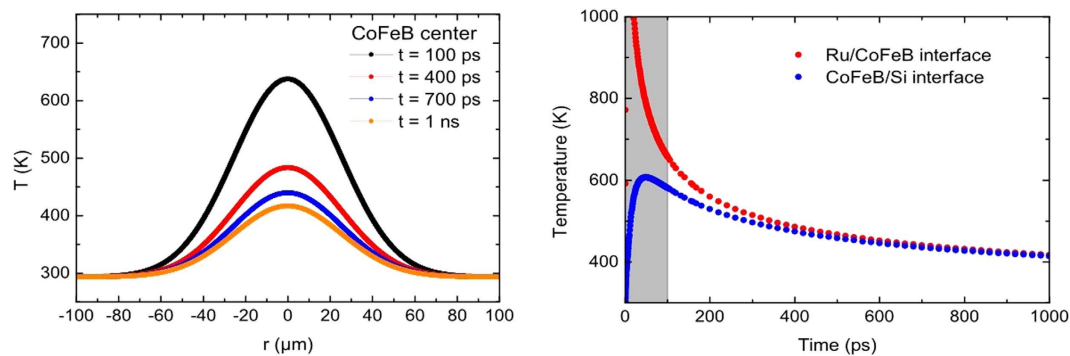 700
600
500
400
300
T (K)
CoFeB center
t = 100 ps
t = 400 ps
t = 700 ps
t = 1 ns
-100 -80 -60 -40 -20 0 20 40 60 80 100
r (μm)
1000
800
600
400
Temperature (K)
Ru/CoFeB interface
CoFeB/Si interface
0 200 400 600 800 1000
Time (ps)